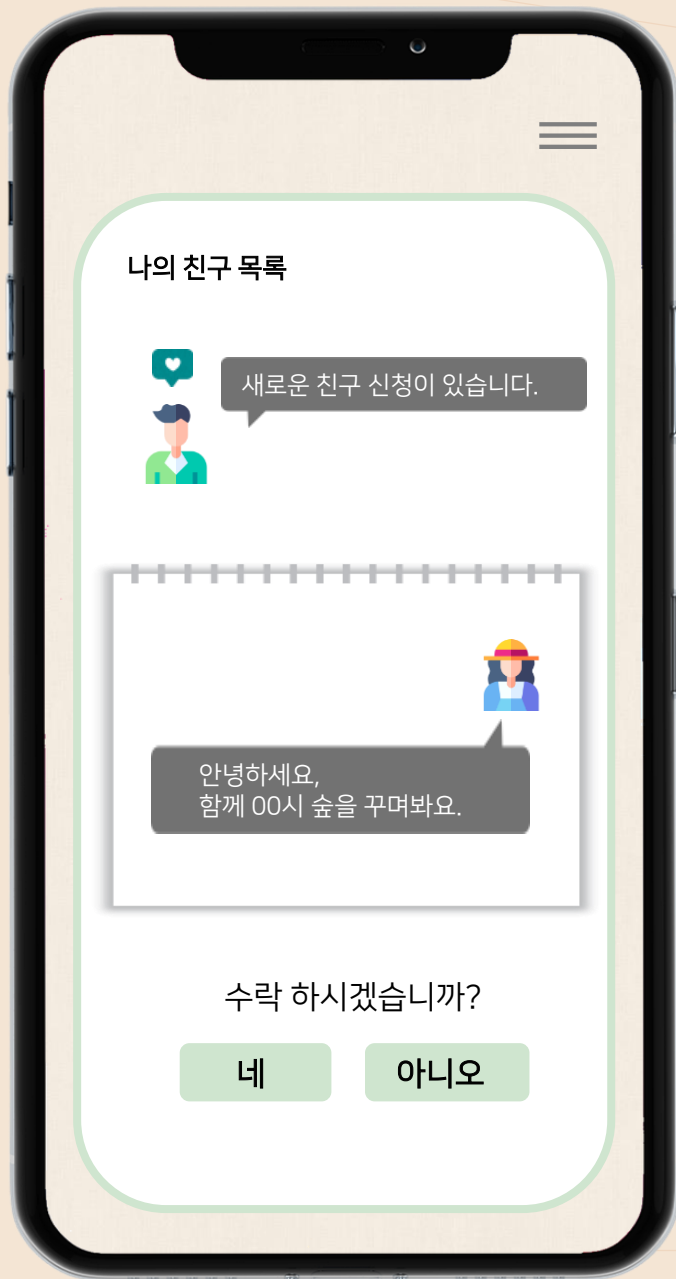 나의 친구 목록
새로운 친구 신청이 있습니다.
안녕하세요,
함께 00시 숲을 꾸며봐요.
수락 하시겠습니까?
네
아니오